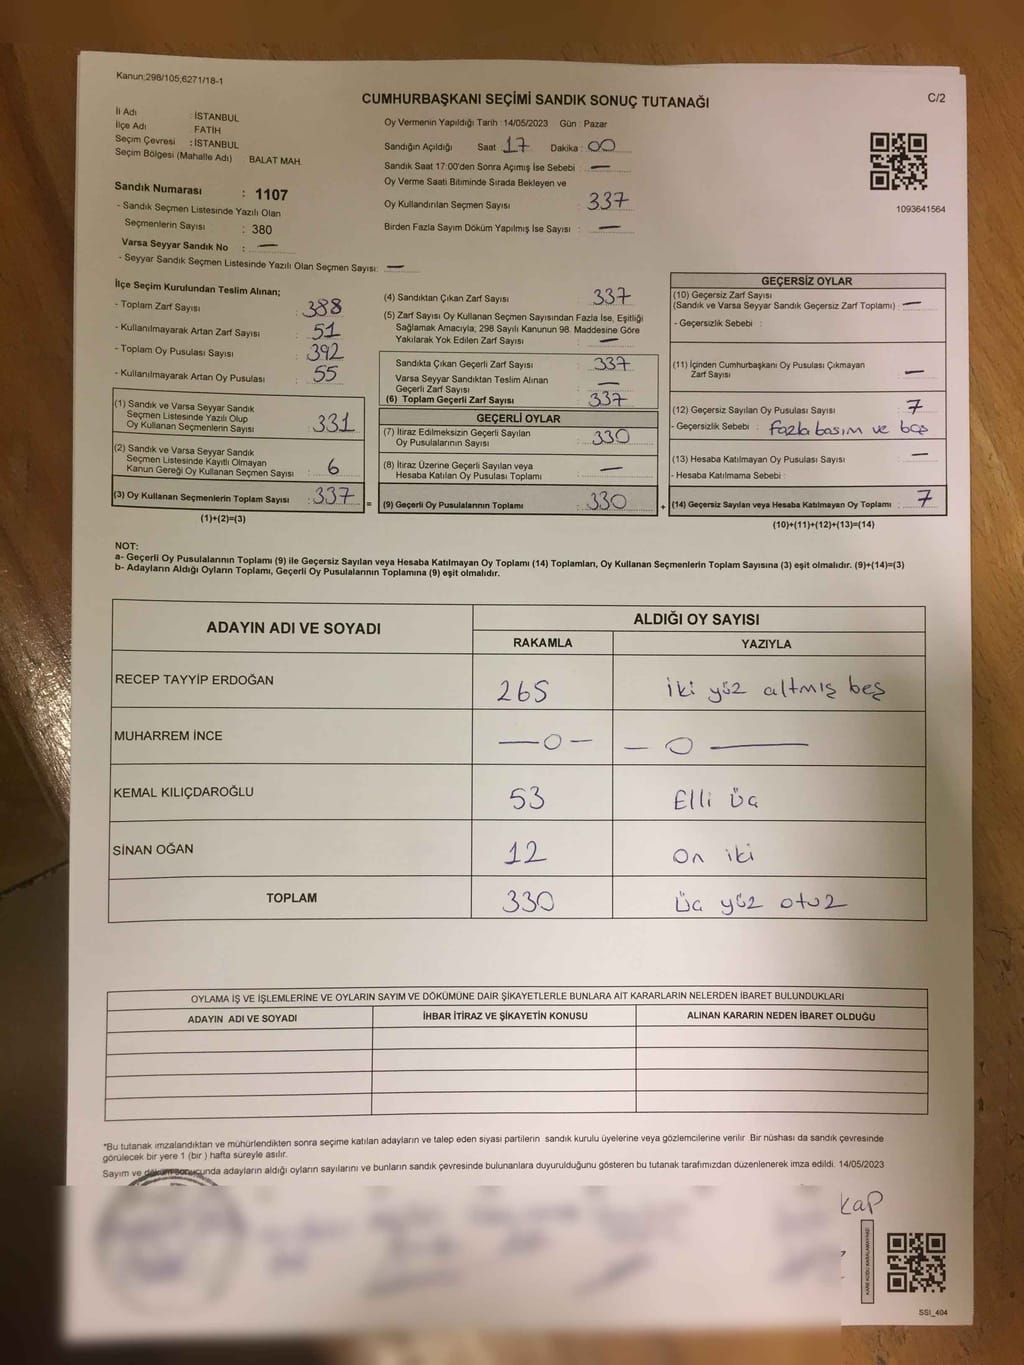 Kanun:298/105,6271/18-1
C/2
CUMHURBAŞKANI SEÇİMİ SANDIK SONUÇ TUTANAĞI
İl Adı : İSTANBUL
İlçe Adı : FATİH
Seçim Çevresi : İSTANBUL
Seçim Bölgesi (Mahalle Adı) BALAT MAH.
Sandık Numarası : 1107
- Sandık Seçmen Listesinde Yazılı Olan
Seçmenlerin Sayısı : 380
Varsa Seyyar Sandık No : —
- Seyyar Sandık Seçmen Listesinde Yazılı Olan Seçmen Sayısı: —
Oy Vermenin Yapıldığı Tarih : 14/05/2023 Gün : Pazar
Sandığın Açıldığı Saat : 17 Dakika : 00
Sandık Saat 17:00'den Sonra Açımış İse Sebebi : —
Oy Verme Saati Bitiminde Sırada Bekleyen ve
Oy Kullandırılan Seçmen Sayısı : 337
Birden Fazla Sayım Döküm Yapılmış İse Sayısı : —
1093641564
İlçe Seçim Kurulundan Teslim Alınan;
- Toplam Zarf Sayısı : 388
- Kullanılmayarak Artan Zarf Sayısı : 51
- Toplam Oy Pusulası Sayısı : 392
- Kullanılmayarak Artan Oy Pusulası : 55
(1) Sandık ve Varsa Seyyar Sandık
Seçmen Listesinde Yazılı Olup
Oy Kullanan Seçmenlerin Sayısı : 331
(2) Sandık ve Varsa Seyyar Sandık
Seçmen Listesinde Kayıtlı Olmayan
Kanun Gereği Oy Kullanan Seçmen Sayısı : 6
(3) Oy Kullanan Seçmenlerin Toplam Sayısı : 337
(1)+(2)=(3)
=
(4) Sandıktan Çıkan Zarf Sayısı : 337
(5) Zarf Sayısı Oy Kullanan Seçmen Sayısından Fazla İse, Eşitliği
Sağlamak Amacıyla, 298 Sayılı Kanunun 98. Maddesine Göre
Yakılarak Yok Edilen Zarf Sayısı : —
Sandıkta Çıkan Geçerli Zarf Sayısı : 337
Varsa Seyyar Sandıktan Teslim Alınan
Geçerli Zarf Sayısı : —
(6) Toplam Geçerli Zarf Sayısı : 337
GEÇERLİ OYLAR
(7) İtiraz Edilmeksizin Geçerli Sayılan
Oy Pusulalarının Sayısı : 330
(8) İtiraz Üzerine Geçerli Sayılan veya
Hesaba Katılan Oy Pusulası Toplamı : —
(9) Geçerli Oy Pusulalarının Toplamı : 330
+
GEÇERSİZ OYLAR
(10) Geçersiz Zarf Sayısı
(Sandık ve Varsa Seyyar Sandık Geçersiz Zarf Toplamı) : —
- Geçersizlik Sebebi :
(11) İçinden Cumhurbaşkanı Oy Pusulası Çıkmayan
Zarf Sayısı : —
(12) Geçersiz Sayılan Oy Pusulası Sayısı : 7
- Geçersizlik Sebebi : Fazla basım ve boş
(13) Hesaba Katılmayan Oy Pusulası Sayısı : —
- Hesaba Katılmama Sebebi :
(14) Geçersiz Sayılan veya Hesaba Katılmayan Oy Toplamı : 7
(10)+(11)+(12)+(13)=(14)
NOT:
a- Geçerli Oy Pusulalarının Toplamı (9) ile Geçersiz Sayılan veya Hesaba Katılmayan Oy Toplamı (14) Toplamları, Oy Kullanan Seçmenlerin Toplam Sayısına (3) eşit olmalıdır. (9)+(14)=(3)
b- Adayların Aldığı Oyların Toplamı, Geçerli Oy Pusulalarının Toplamına (9) eşit olmalıdır.
ADAYIN ADI VE SOYADI ALDIĞI OY SAYISI
RAKAMLA YAZIYLA
RECEP TAYYİP ERDOĞAN 265 iki yüz altmış beş
MUHARREM İNCE — 0 — — 0 —
KEMAL KILIÇDAROĞLU 53 Elli üç
SİNAN OĞAN 12 On iki
TOPLAM 330 üç yüz otuz
OYLAMA İŞ VE İŞLEMLERİNE VE OYLARIN SAYIM VE DÖKÜMÜNE DAİR ŞİKAYETLERLE BUNLARA AİT KARARLARIN NELERDEN İBARET BULUNDUKLARI
ADAYIN ADI VE SOYADI İHBAR İTİRAZ VE ŞİKAYETİN KONUSU ALINAN KARARIN NEDEN İBARET OLDUĞU
*Bu tutanak imzalandıktan ve mühürlendikten sonra seçime katılan adayların ve talep eden siyasi partilerin sandık kurulu üyelerine veya gözlemcilerine verilir. Bir nüshası da sandık çevresinde
görülecek bir yere 1 (bir ) hafta süreyle asılır.
Sayım ve döküm sonucunda adayların aldığı oyların sayılarını ve bunların sandık çevresinde bulunanlara duyurulduğunu gösteren bu tutanak tarafımızdan düzenlenerek imza edildi. 14/05/2023
KAP
KARE KODU KARALAMAYINIZ!
SSI_404